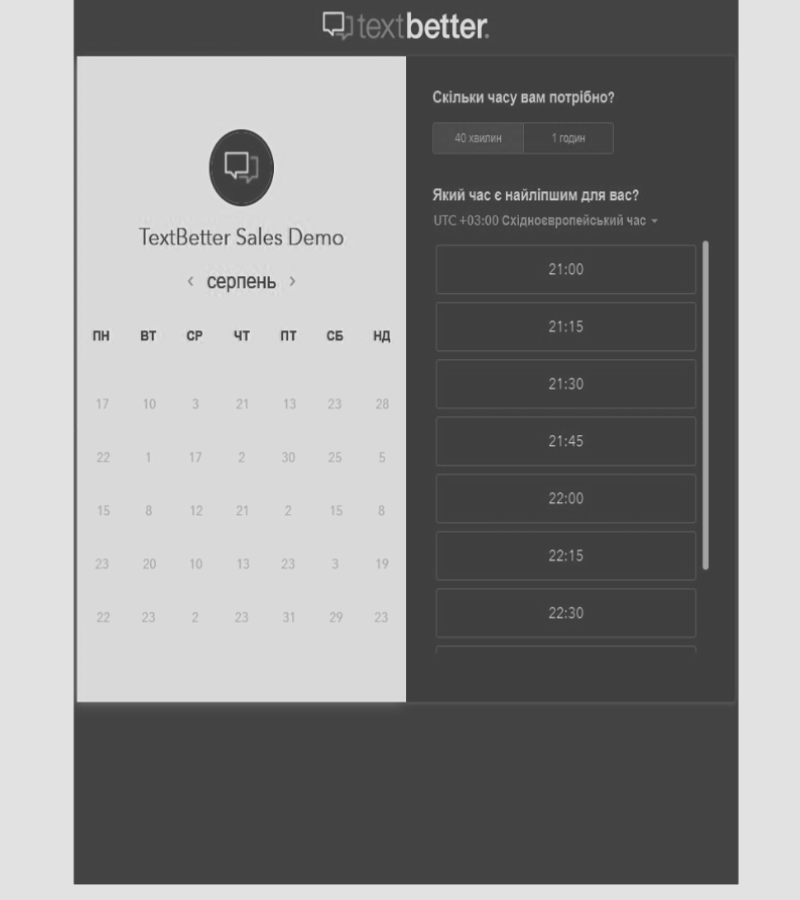 textbetter.
TextBetter Sales Demo
‹ серпень ›
ПН ВТ СР ЧТ ПТ СБ НД
17 10 3 21 13 23 28
22 1 17 2 30 25 5
15 8 12 21 2 15 8
23 20 10 13 23 3 19
22 23 2 23 31 29 23
Скільки часу вам потрібно?
40 хвилин 1 годин
Який час є найліпшим для вас?
UTC +03:00 Східноєвропейський час
21:00
21:15
21:30
21:45
22:00
22:15
22:30